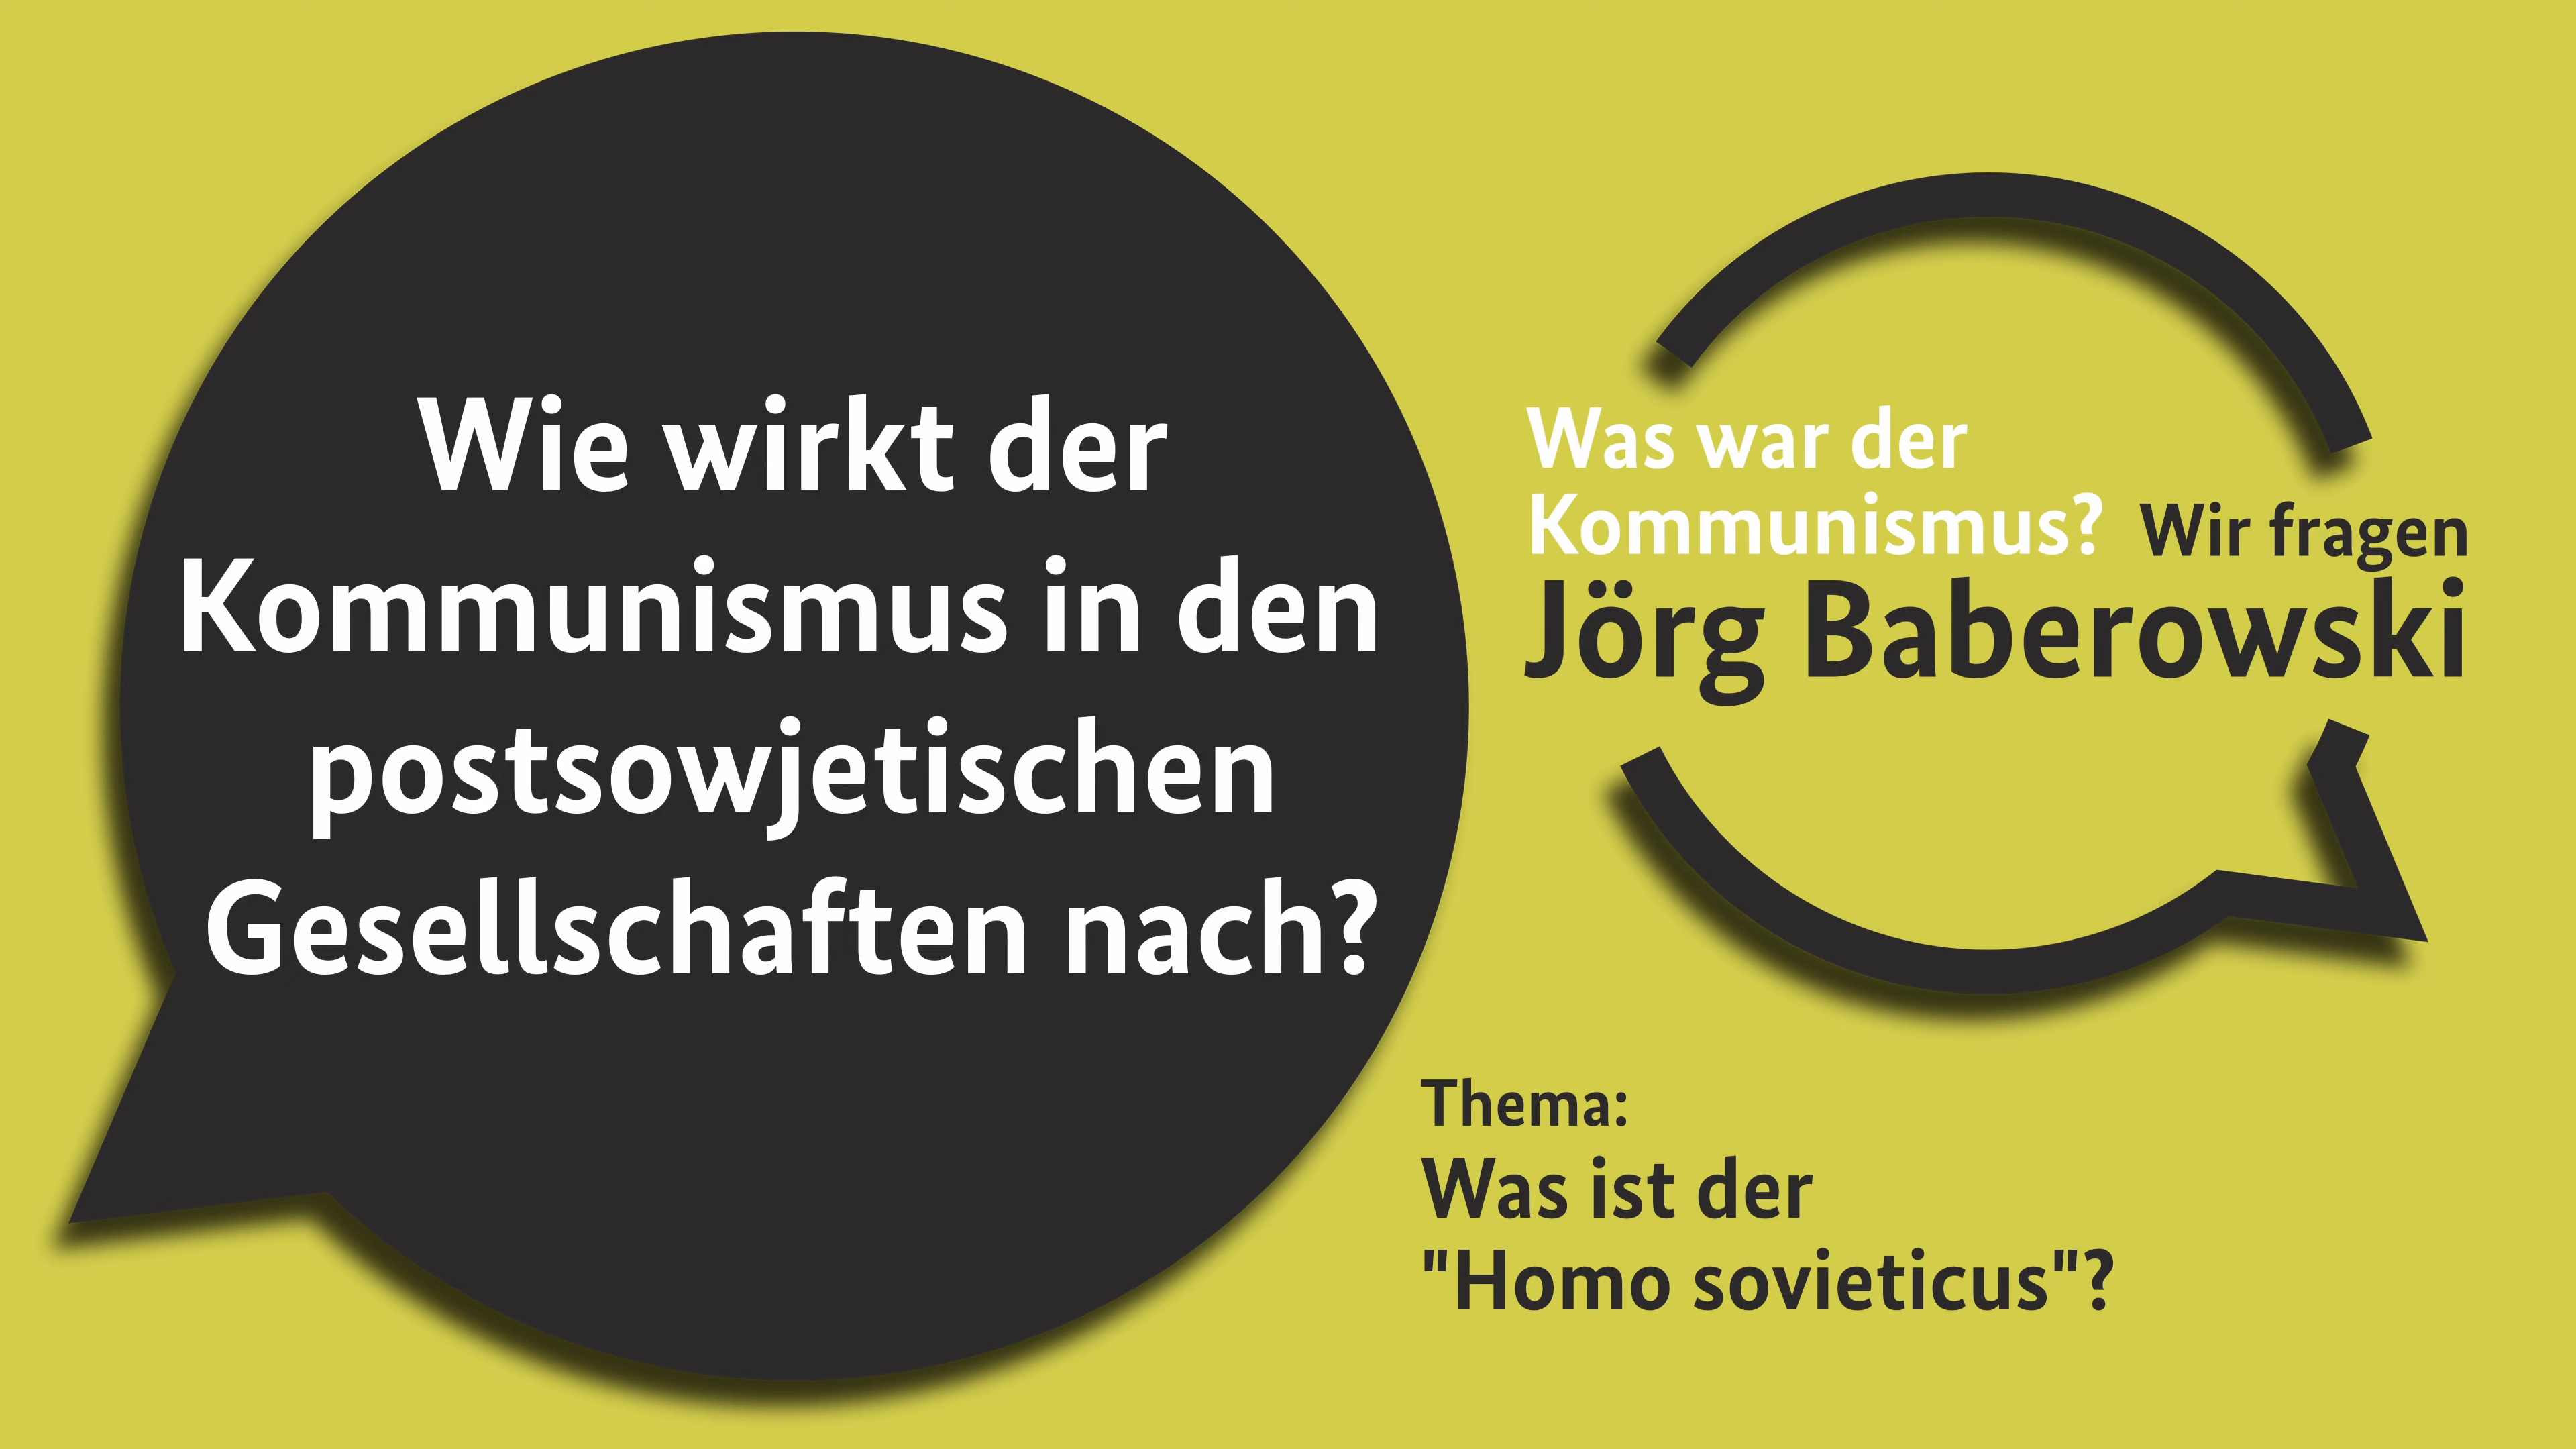 Wie wirkt der
Kommunismus in den
postsowjetischen
Gesellschaften nach?
Was war der
Kommunismus? Wir fragen
Jörg Baberowski
Thema:
Was ist der
"Homo sovieticus"?